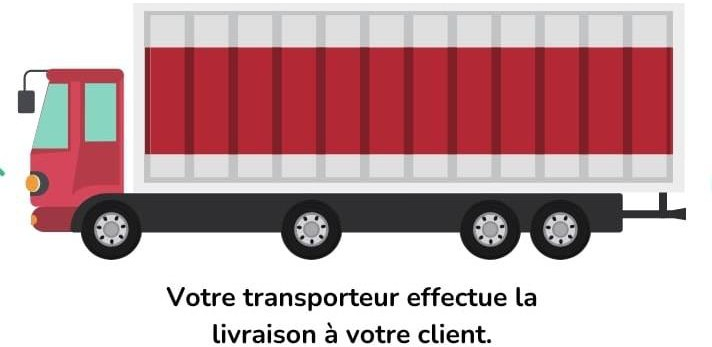 Votre transporteur effectue la
livraison à votre client.